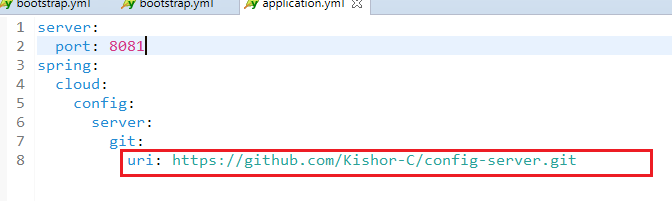 bootstrap.yml bootstrap.yml application.yml
1 server:
2 port: 8081
3 spring:
4 cloud:
5 config:
6 server:
7 git:
8 uri: https://github.com/Kishor-C/config-server.git